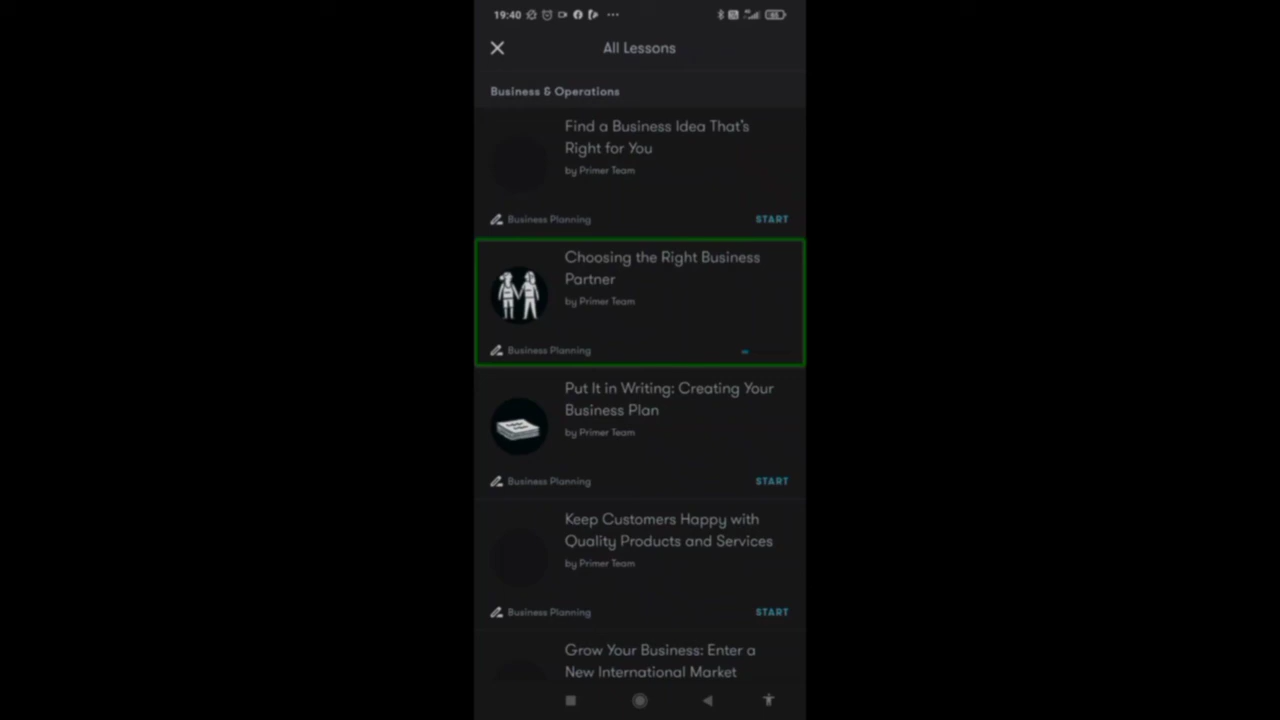 19:40
All Lessons
Business & Operations
Find a Business Idea That's
Right for You
by Primer Team
Business Planning
START
Choosing the Right Business
Partner
by Primer Team
Business Planning
Put It in Writing: Creating Your
Business Plan
by Primer Team
Business Planning
START
Keep Customers Happy with
Quality Products and Services
by Primer Team
Business Planning
START
Grow Your Business: Enter a
New International Market